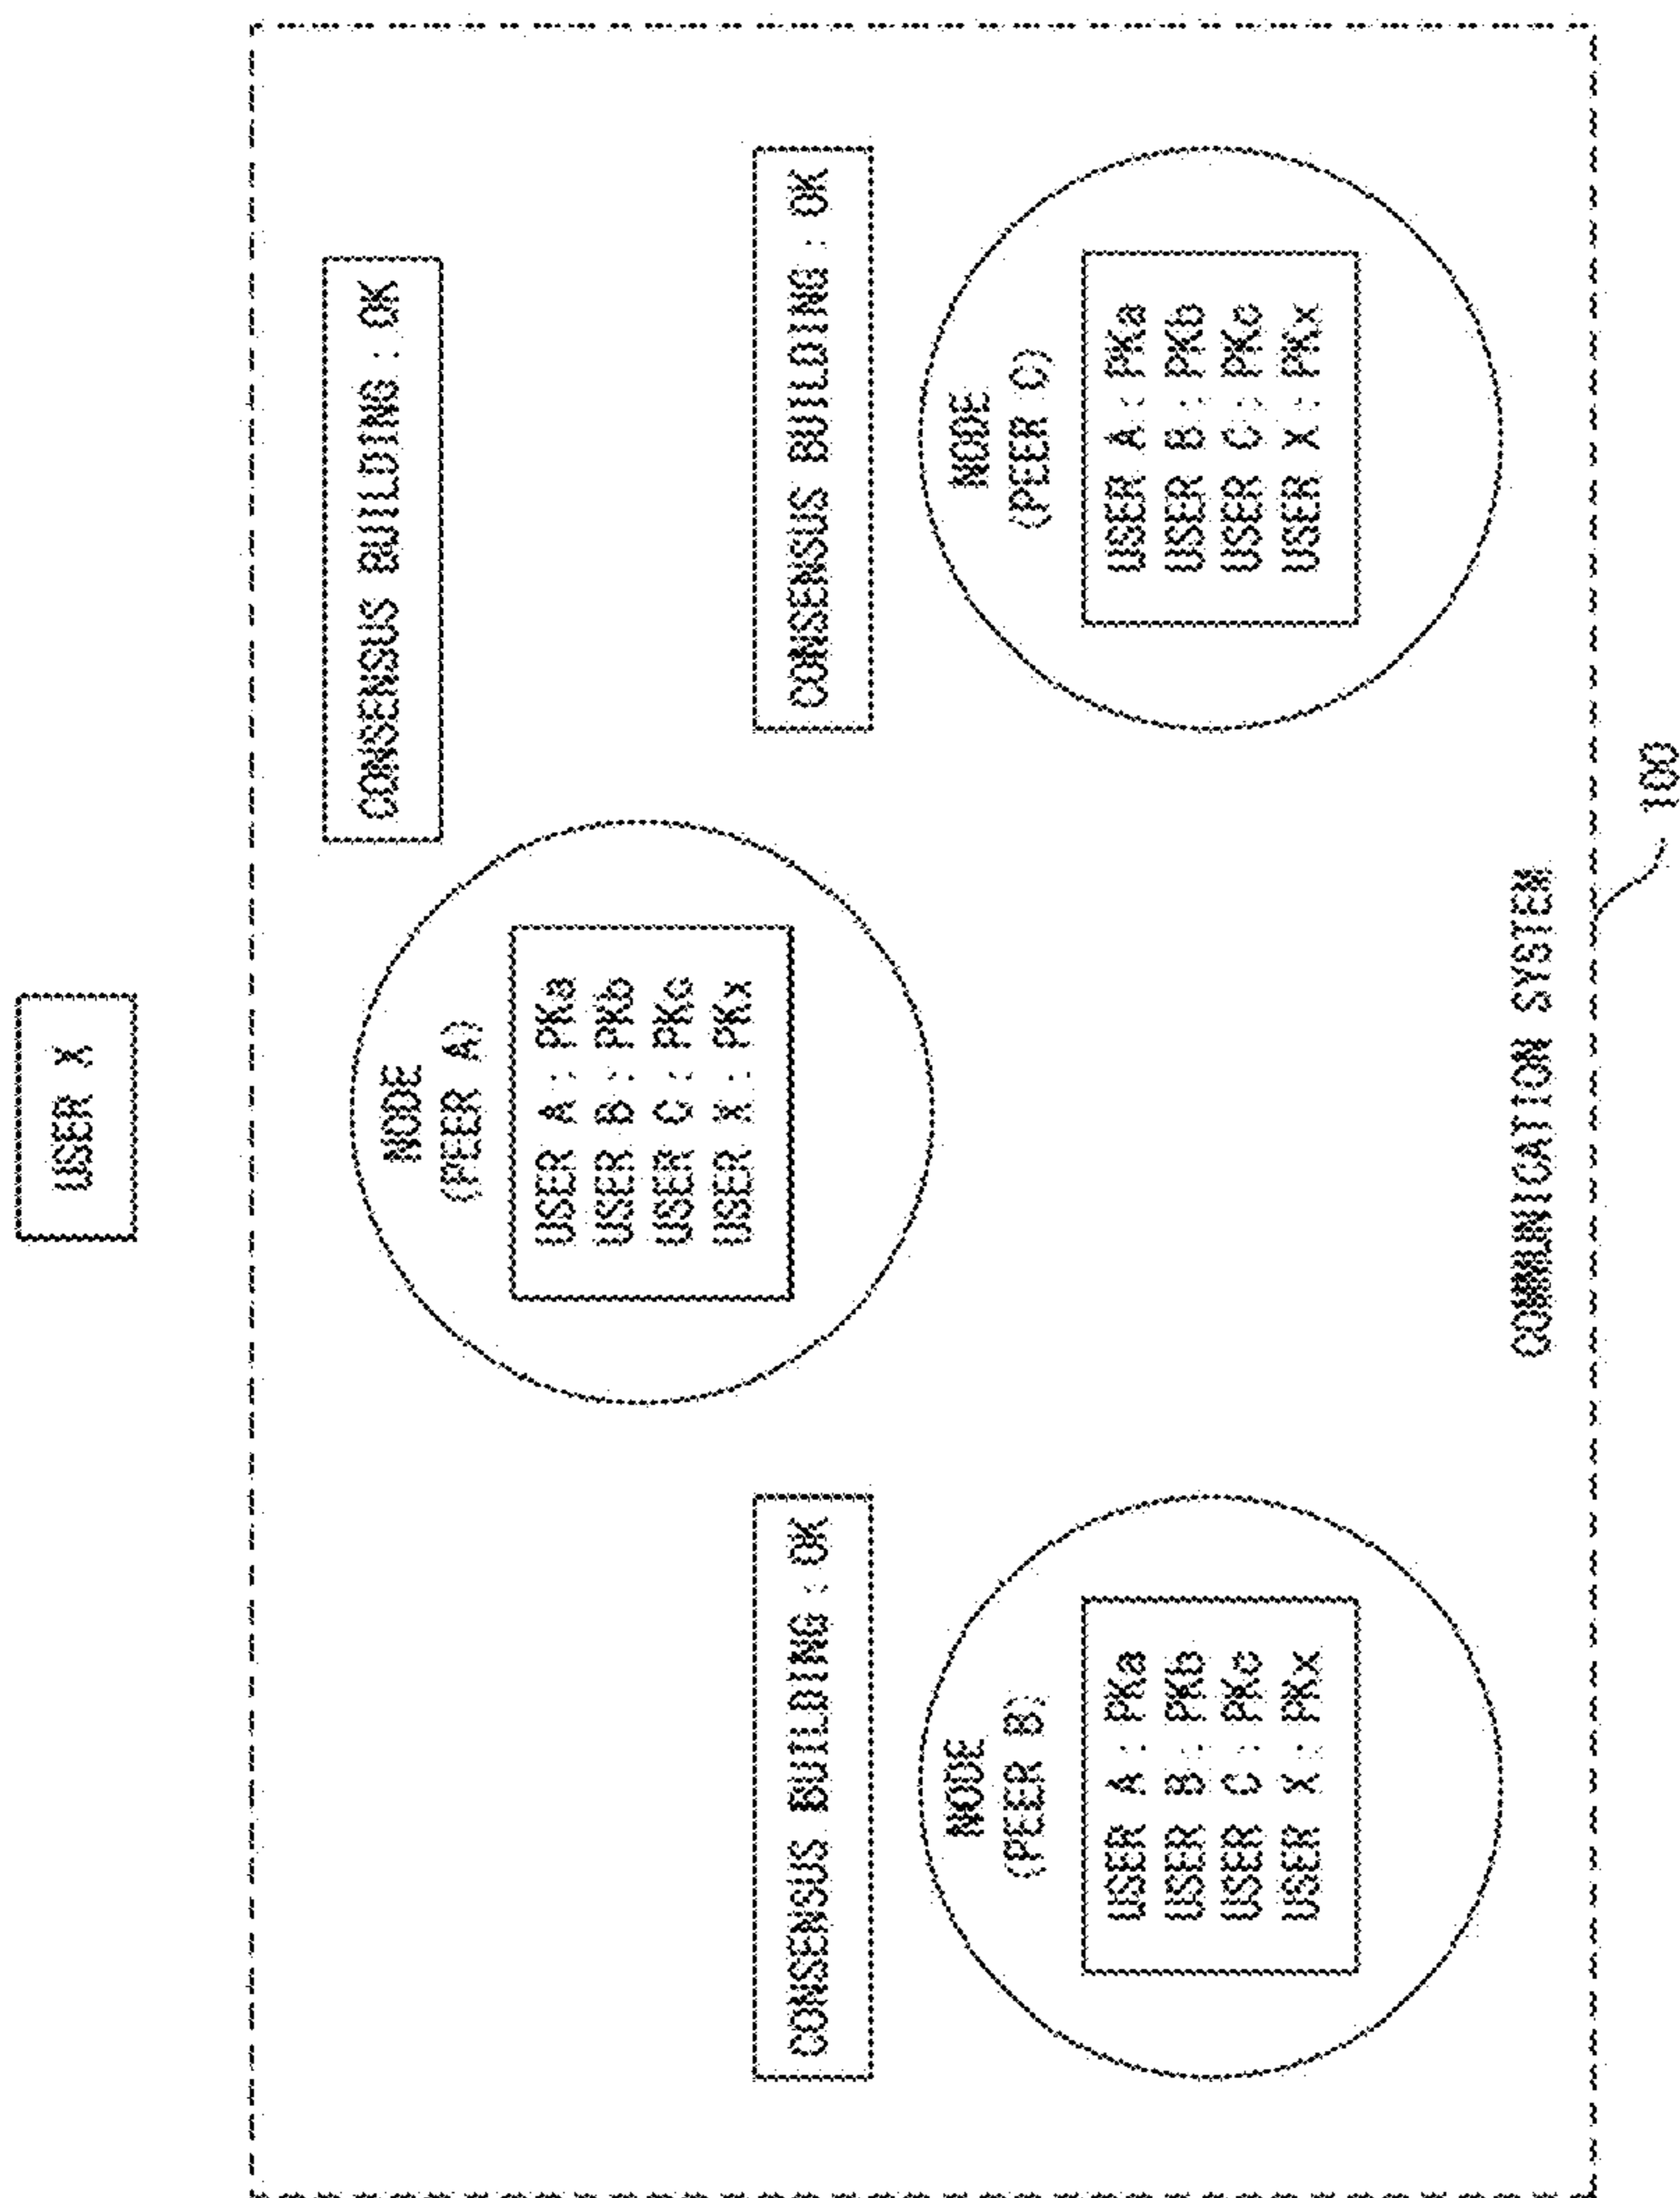 USER X
CONSENSUS BUILDING : OK
NODE
(PEER A)
USER A : PKa
USER B : PKb
USER C : PKc
USER X : PKx
CONSENSUS BUILDING : OK
NODE
(PEER B)
USER A : PKa
USER B : PKb
USER C : PKc
USER X : PKx
CONSENSUS BUILDING : OK
NODE
(PEER C)
USER A : PKa
USER B : PKb
USER C : PKc
USER X : PKx
COMMUNICATION SYSTEM
100